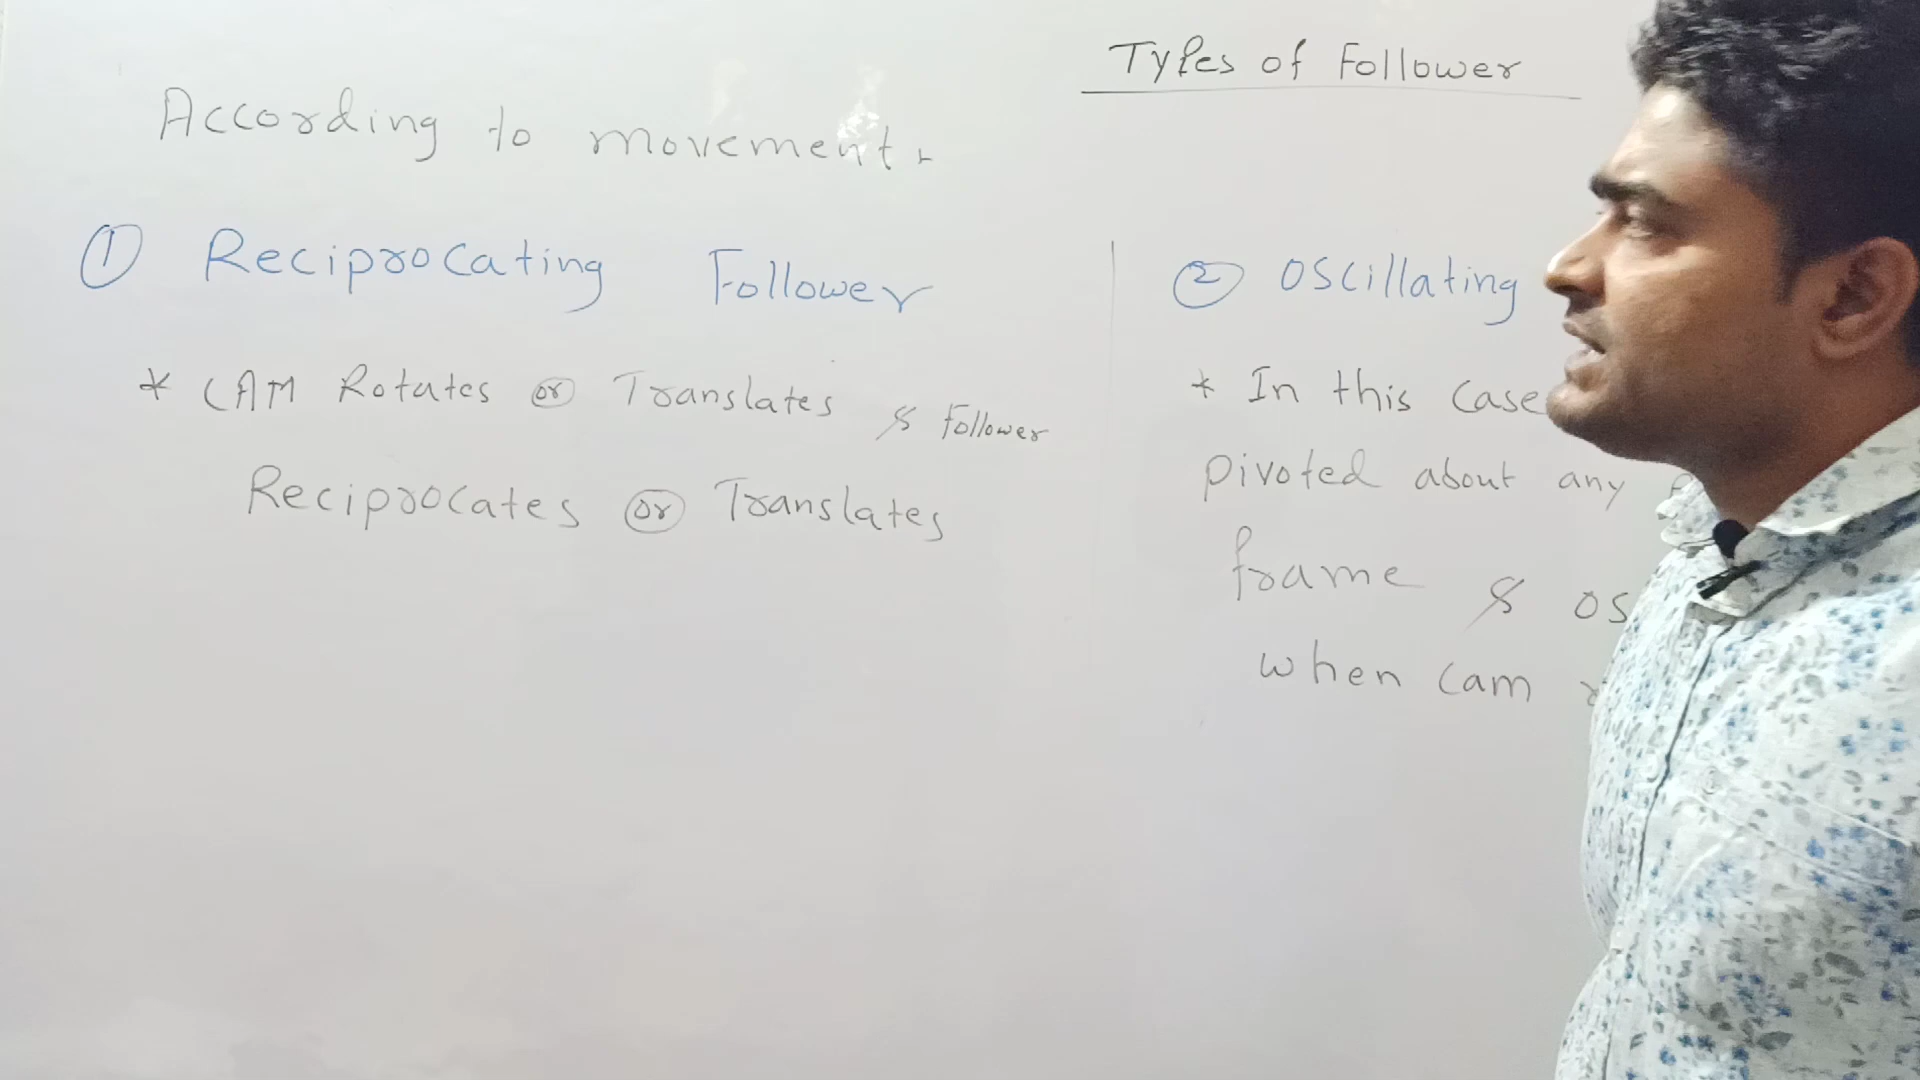 Types of Follower
According to movement
① Reciprocating Follower
* CAM Rotates or Translates & Follower
Reciprocates or Translates
② Oscillating
* In this case
pivoted about any
frame & os
when cam